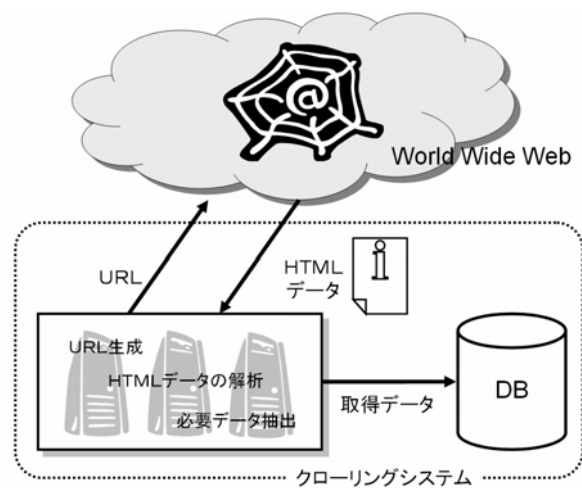 @
World Wide Web
URL
HTML
データ
i
URL生成
HTMLデータの解析
必要データ抽出
取得データ
DB
クローリングシステム